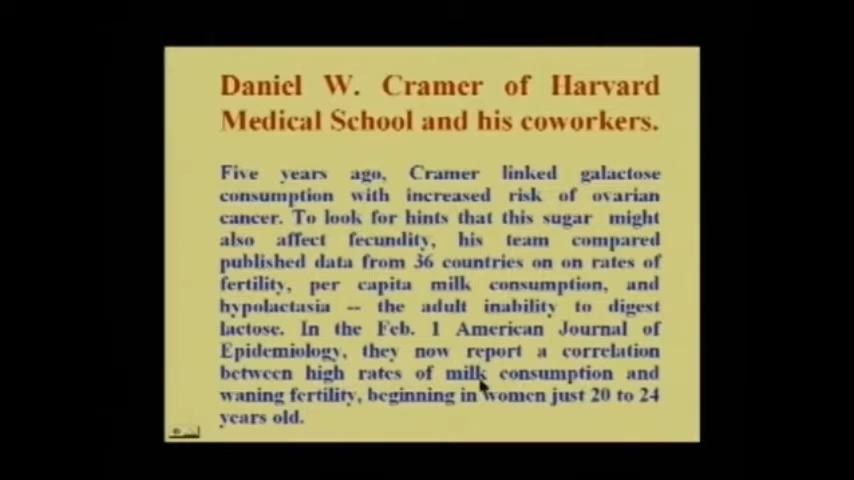 Daniel W. Cramer of Harvard
Medical School and his coworkers.
Five years ago, Cramer linked galactose
consumption with increased risk of ovarian
cancer. To look for hints that this sugar might
also affect fecundity, his team compared
published data from 36 countries on on rates of
fertility, per capita milk consumption, and
hypolactasia -- the adult inability to digest
lactose. In the Feb. 1 American Journal of
Epidemiology, they now report a correlation
between high rates of milk consumption and
waning fertility, beginning in women just 20 to 24
years old.